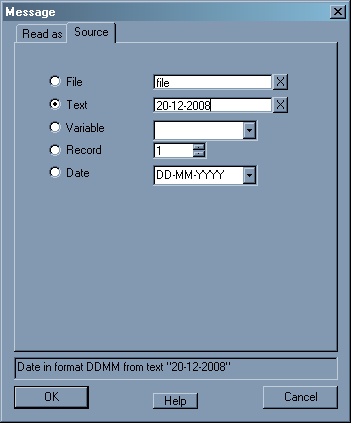 Message
Read as Source
File file
Text 20-12-2008
Variable
Record 1
Date DD-MM-YYYY
Date in format DDMM from text "20-12-2008"
OK Help Cancel